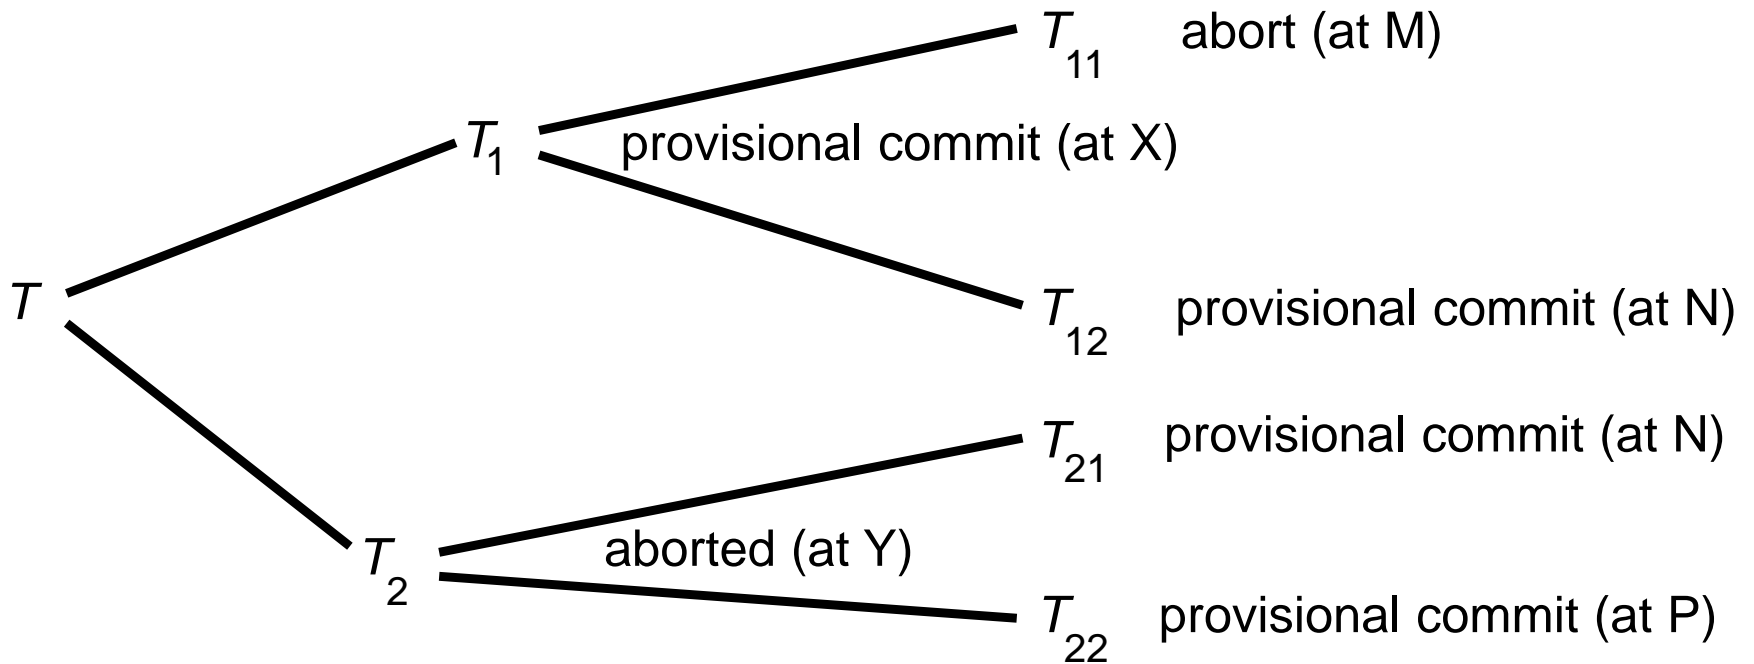 T₁₁ abort (at M)
T₁ provisional commit (at X)
T
T₁₂ provisional commit (at N)
T₂₁ provisional commit (at N)
T₂ aborted (at Y)
T₂₂ provisional commit (at P)